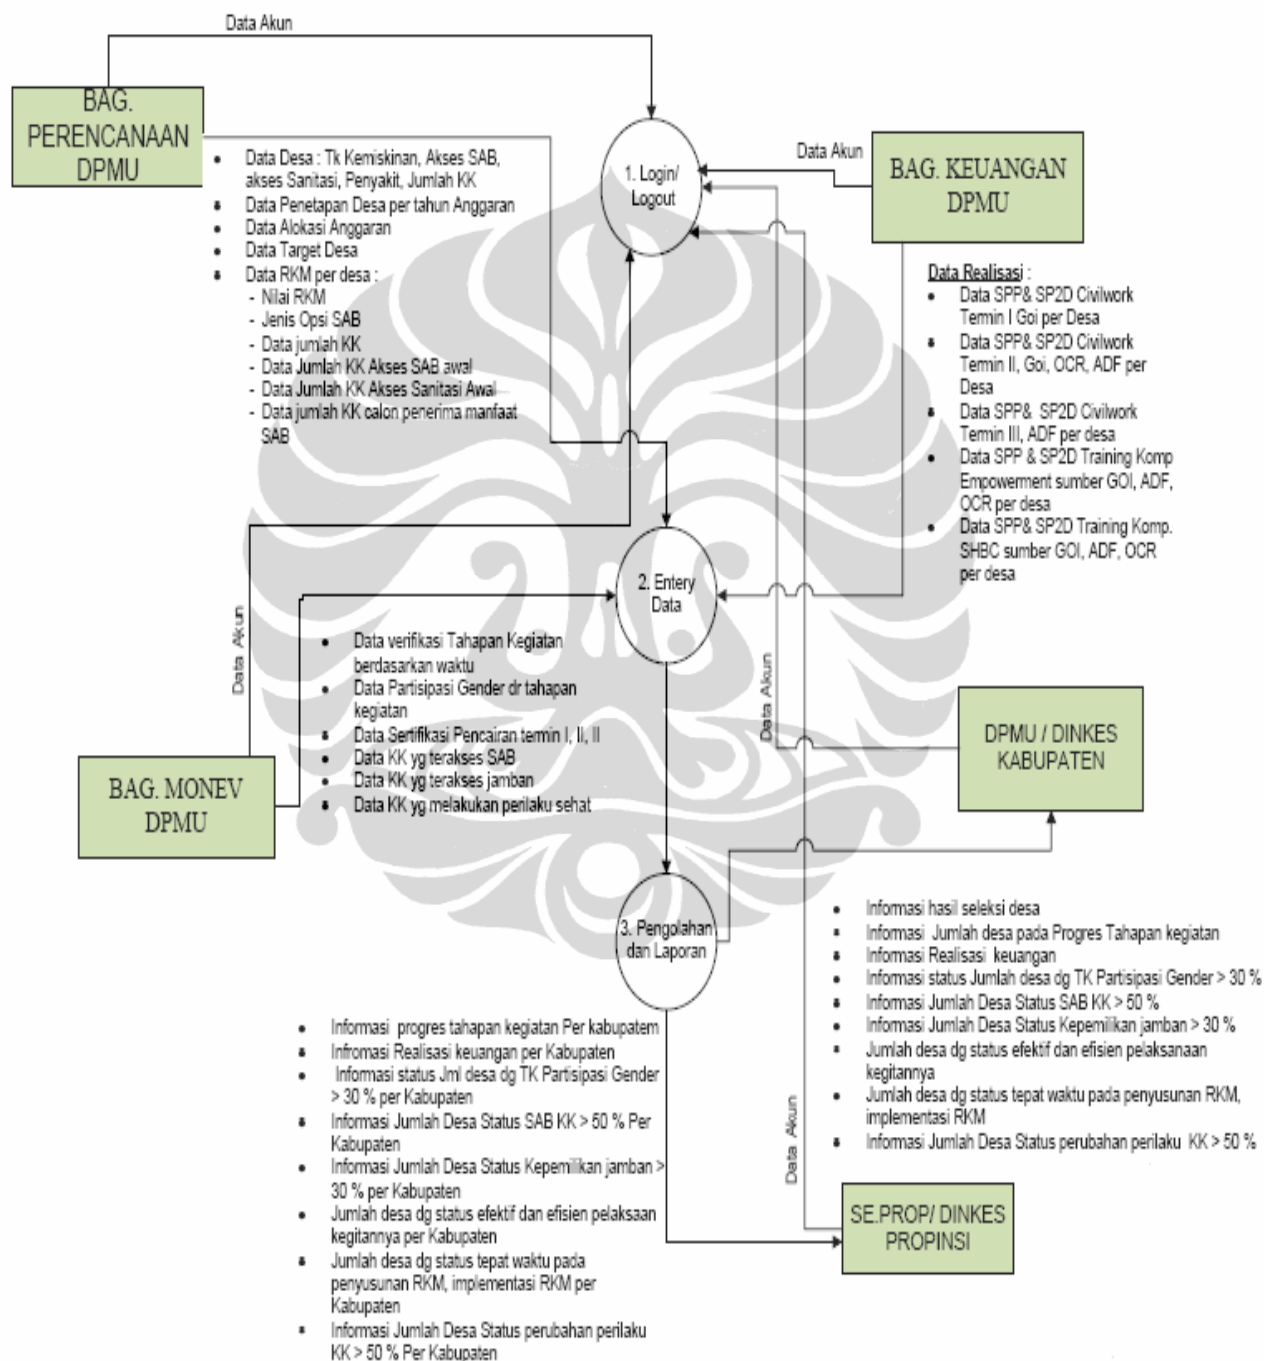 Data Akun
BAG.
PERENCANAAN
DPMU
• Data Desa : Tk Kemiskinan, Akses SAB,
akses Sanitasi, Penyakit, Jumlah KK
• Data Penetapan Desa per tahun Anggaran
• Data Alokasi Anggaran
• Data Target Desa
• Data RKM per desa :
- Nilai RKM
- Jenis Opsi SAB
- Data jumlah KK
- Data Jumlah KK Akses SAB awal
- Data Jumlah KK Akses Sanitasi Awal
- Data jumlah KK calon penerima manfaat
SAB
1. Login/
Logout
Data Akun
BAG. KEUANGAN
DPMU
Data Realisasi :
• Data SPP& SP2D Civilwork
Termin I Goi per Desa
• Data SPP& SP2D Civilwork
Termin II, Goi, OCR, ADF per
Desa
• Data SPP& SP2D Civilwork
Termin III, ADF per desa
• Data SPP & SP2D Training Komp
Empowerment sumber GOI, ADF,
OCR per desa
• Data SPP& SP2D Training Komp.
SHBC sumber GOI, ADF, OCR
per desa
2. Entery
Data
Data Akun
• Data verifikasi Tahapan Kegiatan
berdasarkan waktu
• Data Partisipasi Gender dr tahapan
kegiatan
• Data Sertifikasi Pencairan termin I, II, II
• Data KK yg terakses SAB
• Data KK yg terakses jamban
• Data KK yg melakukan perilaku sehat
BAG. MONEV
DPMU
Data Akun
DPMU / DINKES
KABUPATEN
3. Pengolahan
dan Laporan
• Informasi hasil seleksi desa
• Informasi Jumlah desa pada Progres Tahapan kegiatan
• Informasi Realisasi keuangan
• Informasi status Jumlah desa dg TK Partisipasi Gender > 30 %
• Informasi Jumlah Desa Status SAB KK > 50 %
• Informasi Jumlah Desa Status Kepemilikan jamban > 30 %
• Jumlah desa dg status efektif dan efisien pelaksanaan
kegitannya
• Jumlah desa dg status tepat waktu pada penyusunan RKM,
implementasi RKM
• Informasi Jumlah Desa Status perubahan perilaku KK > 50 %
• Informasi progres tahapan kegiatan Per kabupatem
• Infromasi Realisasi keuangan per Kabupaten
• Informasi status Jml desa dg TK Partisipasi Gender
> 30 % per Kabupaten
• Informasi Jumlah Desa Status SAB KK > 50 % Per
Kabupaten
• Informasi Jumlah Desa Status Kepemilikan jamban >
30 % per Kabupaten
• Jumlah desa dg status efektif dan efisien pelaksaan
kegitannya per Kabupaten
• Jumlah desa dg status tepat waktu pada
penyusunan RKM, implementasi RKM per
Kabupaten
• Informasi Jumlah Desa Status perubahan perilaku
KK > 50 % Per Kabupaten
Data Akun
SE.PROP/ DINKES
PROPINSI